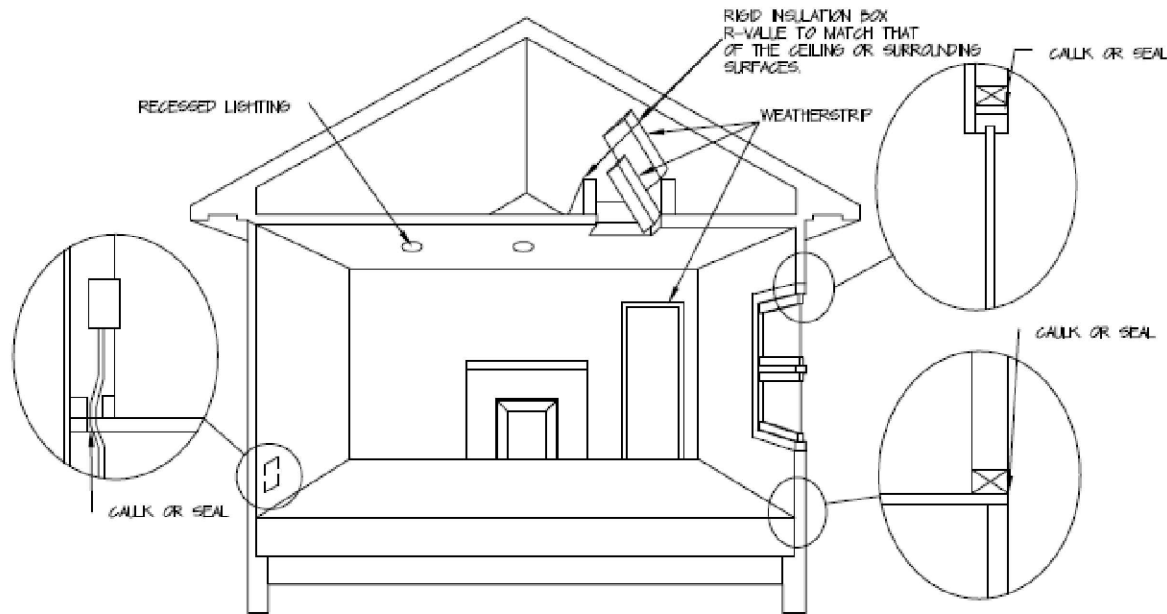 RIGID INSULATION BOX
R-VALUE TO MATCH THAT
OF THE CEILING OR SURROUNDING
SURFACES.
CAULK OR SEAL
RECESSED LIGHTING
WEATHERSTRIP
CAULK OR SEAL
CAULK OR SEAL